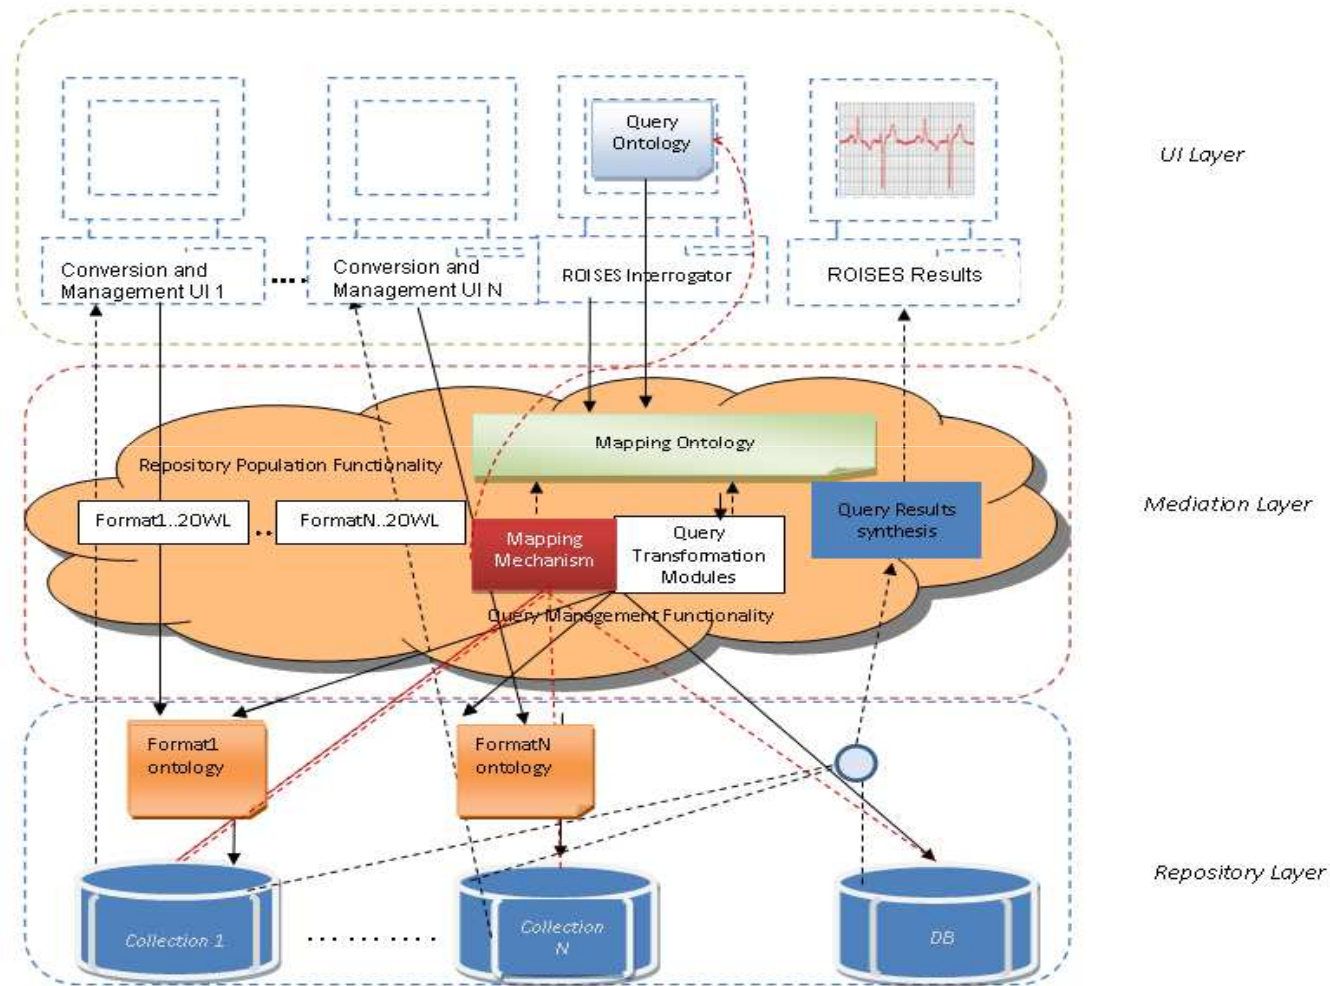 Query
Ontology
UI Layer
Conversion and
Management UI 1
Conversion and
Management UI N
ROISES Interrogator
ROISES Results
Mapping Ontology
Repository Population Functionality
Format1..2OWL
FormatN..2OWL
Mapping
Mechanism
Query
Transformation
Modules
Query Results
synthesis
Mediation Layer
Query Management Functionality
Format1
ontology
FormatN
ontology
Repository Layer
Collection 1
Collection
N
DB